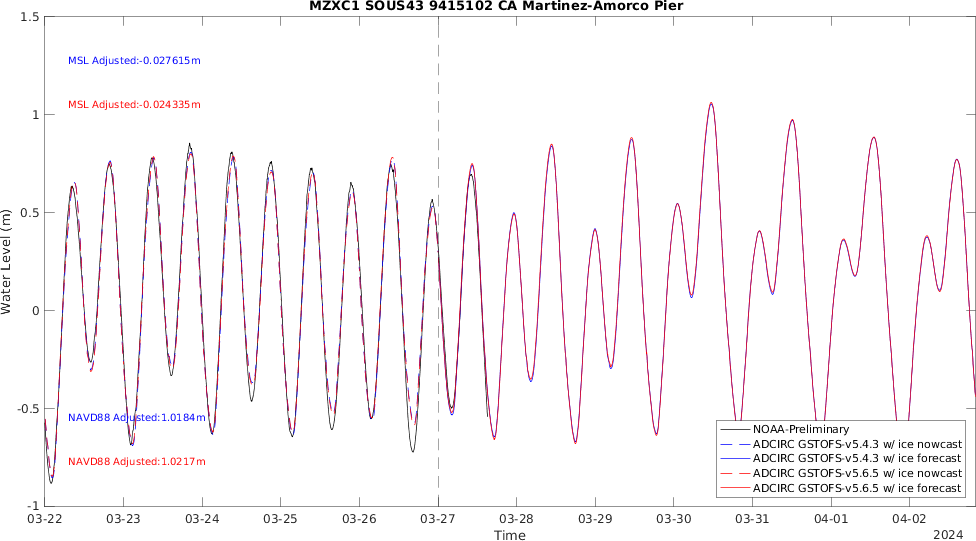 MZXC1 SOUS43 9415102 CA Martinez-Amorco Pier
1.5
MSL Adjusted:-0.027615m
MSL Adjusted:-0.024335m
1
0.5
Water Level (m)
0
-0.5
NAVD88 Adjusted:1.0184m
NAVD88 Adjusted:1.0217m
-1
NOAA-Preliminary
ADCIRC GSTOFS-v5.4.3 w/ ice nowcast
ADCIRC GSTOFS-v5.4.3 w/ ice forecast
ADCIRC GSTOFS-v5.6.5 w/ ice nowcast
ADCIRC GSTOFS-v5.6.5 w/ ice forecast
03-22 03-23 03-24 03-25 03-26 03-27 03-28 03-29 03-30 03-31 04-01 04-02
Time
2024